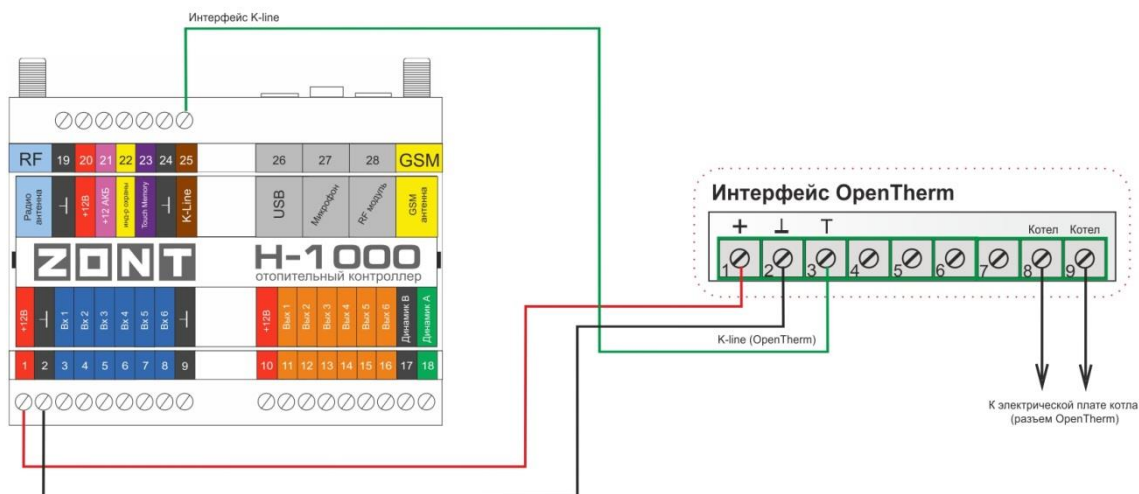 Интерфейс K-line
RF 19 20 21 22 23 24 25 26 27 28 GSM
Радио антенна
+12В
+12 АКБ
инд-р охраны
Touch Memory
K-Line
USB
Микрофон
RF модуль
GSM антенна
ZONT H-1000
отопительный контроллер
+12В Вх 1 Вх 2 Вх 3 Вх 4 Вх 5 Вх 6 +12В Вых 1 Вых 2 Вых 3 Вых 4 Вых 5 Вых 6 Динамик В Динамик А
1 2 3 4 5 6 7 8 9 10 11 12 13 14 15 16 17 18
Интерфейс OpenTherm
+ ⊥ T Котел Котел
1 2 3 4 5 6 7 8 9
K-line (OpenTherm)
К электрической плате котла
(разъем OpenTherm)